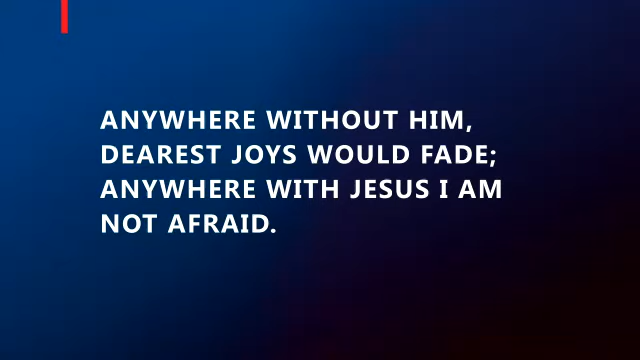 ANYWHERE WITHOUT HIM,
DEAREST JOYS WOULD FADE;
ANYWHERE WITH JESUS I AM
NOT AFRAID.